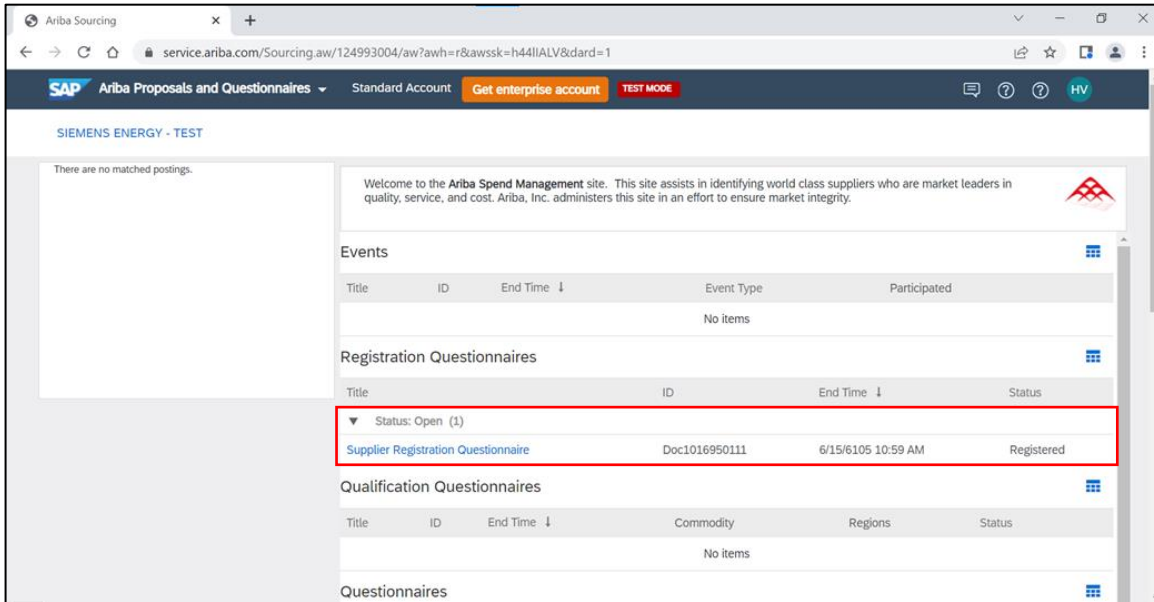 Ariba Sourcing
service.ariba.com/Sourcing.aw/124993004/aw?awh=r&awssk=h44IIALV&dard=1
SAP Ariba Proposals and Questionnaires Standard Account Get enterprise account TEST MODE HV
SIEMENS ENERGY - TEST
There are no matched postings.
Welcome to the Ariba Spend Management site. This site assists in identifying world class suppliers who are market leaders in
quality, service, and cost. Ariba, Inc. administers this site in an effort to ensure market integrity.
Events
Title ID End Time ↓ Event Type Participated
No items
Registration Questionnaires
Title ID End Time ↓ Status
▼ Status: Open (1)
Supplier Registration Questionnaire Doc1016950111 6/15/6105 10:59 AM Registered
Qualification Questionnaires
Title ID End Time ↓ Commodity Regions Status
No items
Questionnaires